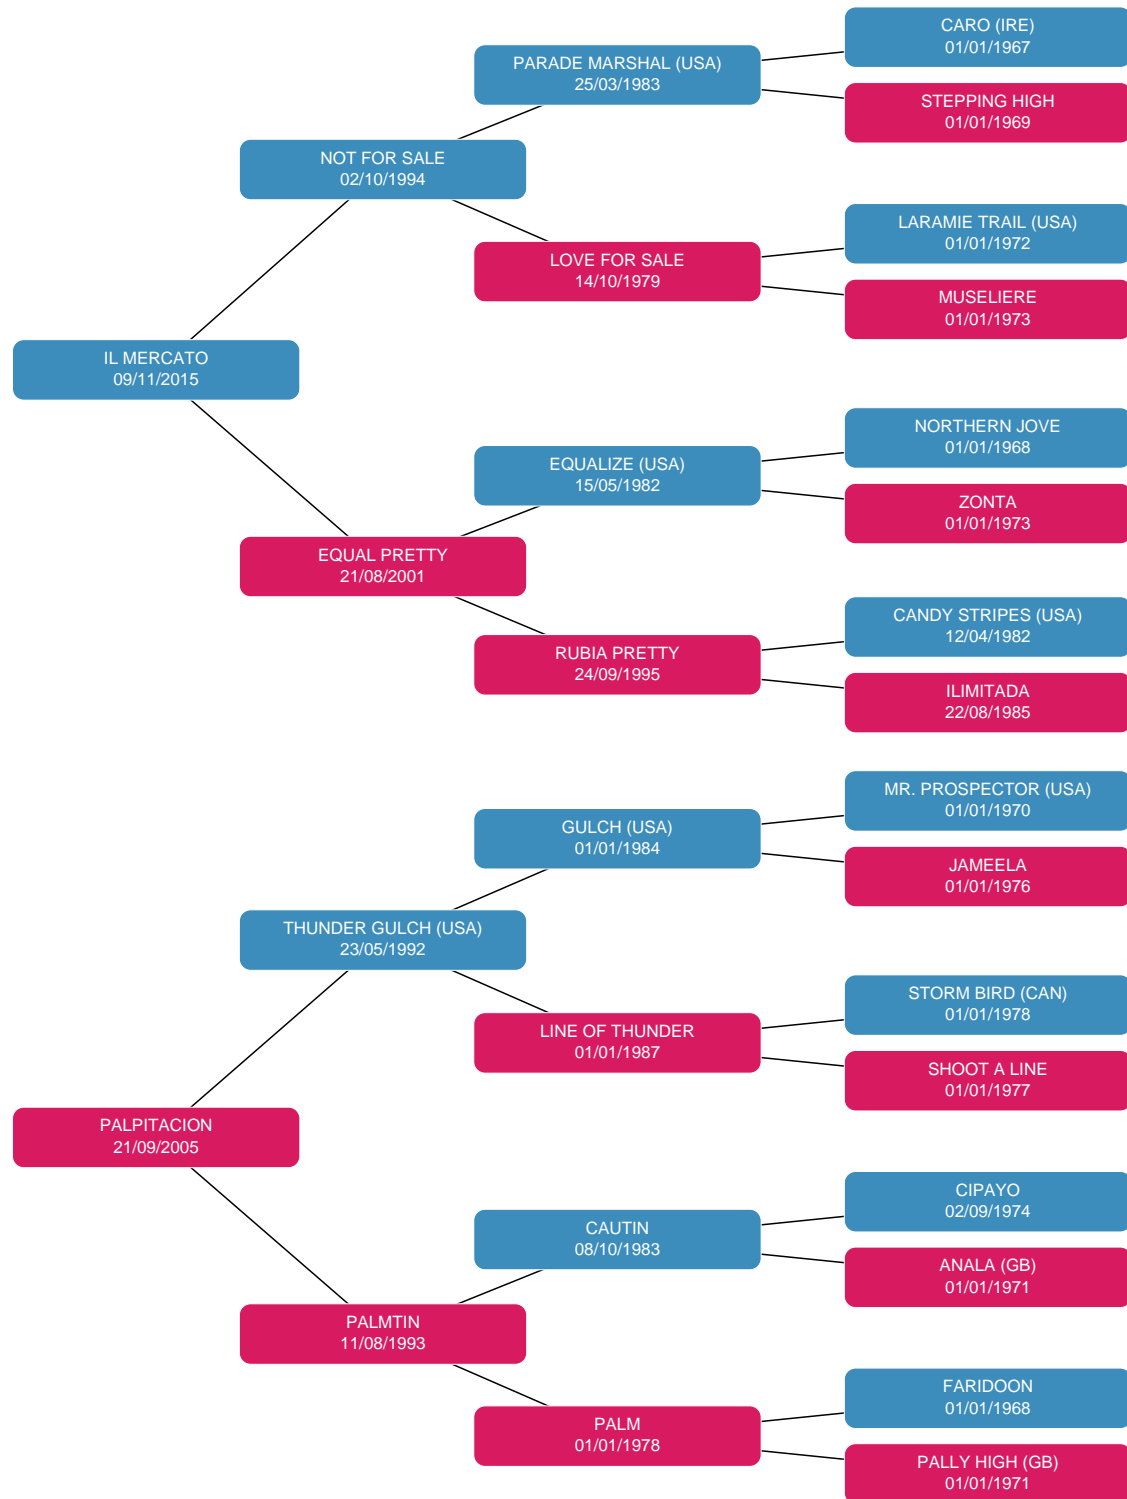 CARO (IRE)
01/01/1967
PARADE MARSHAL (USA)
25/03/1983
STEPPING HIGH
01/01/1969
NOT FOR SALE
02/10/1994
LARAMIE TRAIL (USA)
01/01/1972
LOVE FOR SALE
14/10/1979
MUSELIERE
01/01/1973
IL MERCATO
09/11/2015
NORTHERN JOVE
01/01/1968
EQUALIZE (USA)
15/05/1982
ZONTA
01/01/1973
EQUAL PRETTY
21/08/2001
CANDY STRIPES (USA)
12/04/1982
RUBIA PRETTY
24/09/1995
ILIMITADA
22/08/1985
MR. PROSPECTOR (USA)
01/01/1970
GULCH (USA)
01/01/1984
JAMEELA
01/01/1976
THUNDER GULCH (USA)
23/05/1992
STORM BIRD (CAN)
01/01/1978
LINE OF THUNDER
01/01/1987
SHOOT A LINE
01/01/1977
PALPITACION
21/09/2005
CIPAYO
02/09/1974
CAUTIN
08/10/1983
ANALA (GB)
01/01/1971
PALMTIN
11/08/1993
FARIDOON
01/01/1968
PALM
01/01/1978
PALLY HIGH (GB)
01/01/1971